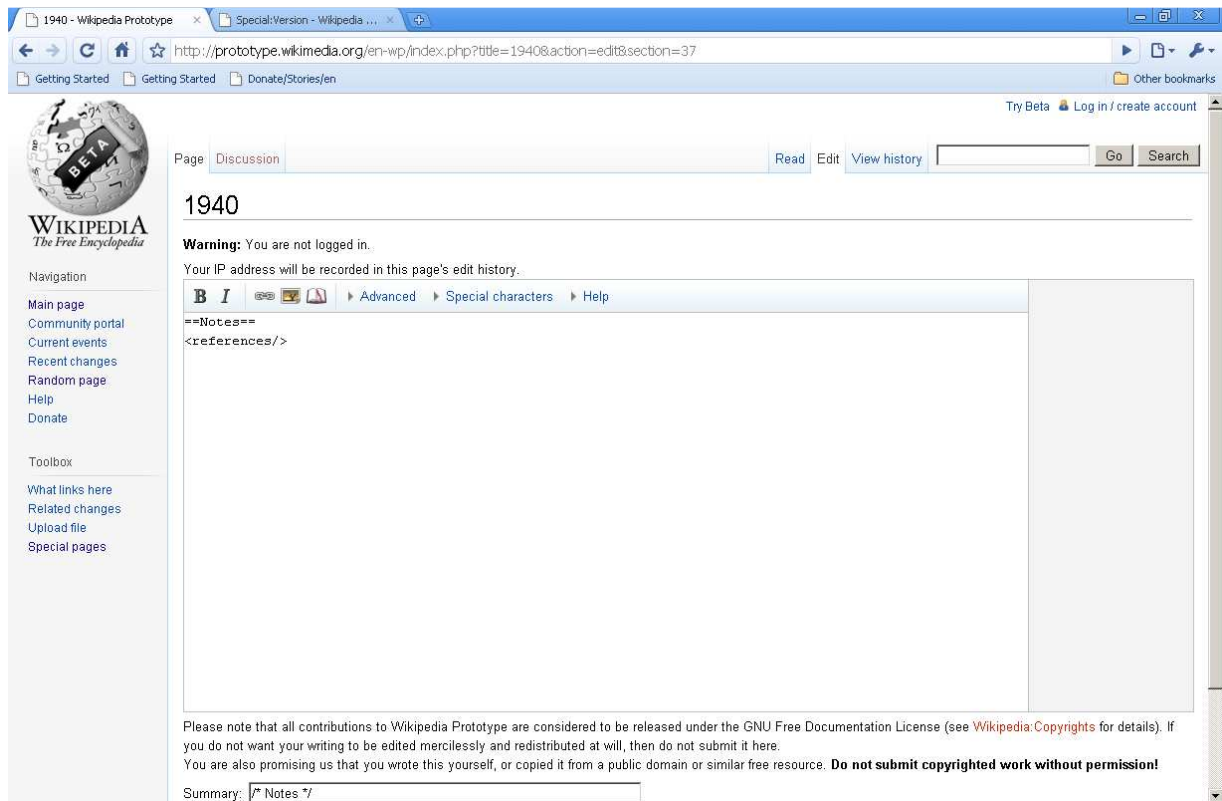 1940 - Wikipedia Prototype
Special:Version - Wikipedia ...
http://prototype.wikimedia.org/en-wp/index.php?title=1940&action=edit&section=37
Getting Started Getting Started Donate/Stories/en Other bookmarks
Try Beta Log in / create account
BETA
WIKIPEDIA
The Free Encyclopedia
Page Discussion Read Edit View history Go Search
1940
Warning: You are not logged in.
Your IP address will be recorded in this page's edit history.
B I Advanced Special characters Help
==Notes==
<references/>
Navigation
Main page
Community portal
Current events
Recent changes
Random page
Help
Donate
Toolbox
What links here
Related changes
Upload file
Special pages
Please note that all contributions to Wikipedia Prototype are considered to be released under the GNU Free Documentation License (see Wikipedia:Copyrights for details). If
you do not want your writing to be edited mercilessly and redistributed at will, then do not submit it here.
You are also promising us that you wrote this yourself, or copied it from a public domain or similar free resource. Do not submit copyrighted work without permission!
Summary: /* Notes */